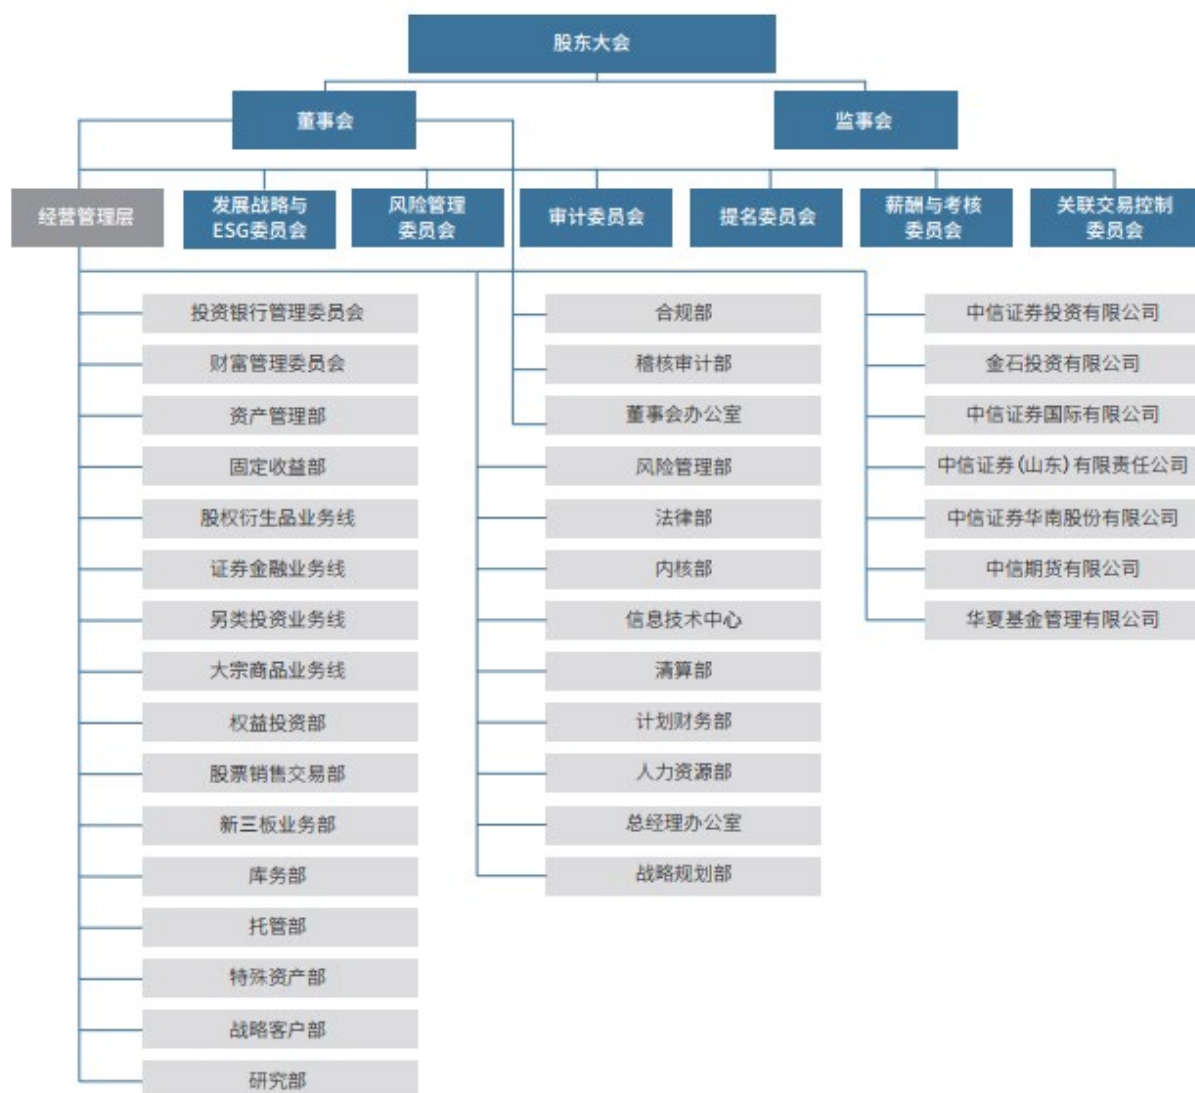 股东大会
董事会
监事会
经营管理层
发展战略与
ESG委员会
风险管理
委员会
审计委员会
提名委员会
薪酬与考核
委员会
关联交易控制
委员会
投资银行管理委员会
财富管理委员会
资产管理部
固定收益部
股权衍生品业务线
证券金融业务线
另类投资业务线
大宗商品业务线
权益投资部
股票销售交易部
新三板业务部
库务部
托管部
特殊资产部
战略客户部
研究部
合规部
稽核审计部
董事会办公室
风险管理部
法律部
内核部
信息技术中心
清算部
计划财务部
人力资源部
总经理办公室
战略规划部
中信证券投资有限公司
金石投资有限公司
中信证券国际有限公司
中信证券(山东)有限责任公司
中信证券华南股份有限公司
中信期货有限公司
华夏基金管理有限公司